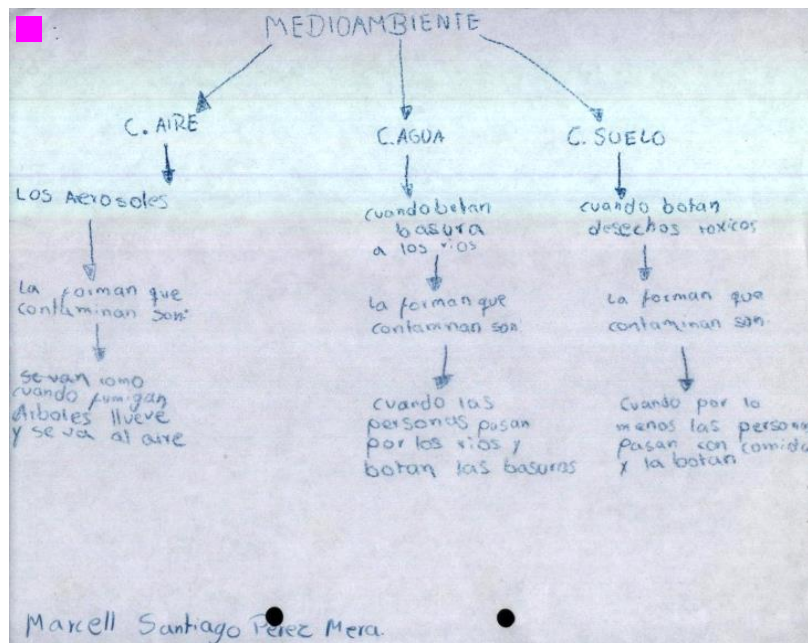 MEDIOAMBIENTE
C. AIRE
LOS Aerosoles
La forman que
contaminan son:
se van como
cuando fumigan
Arboles llueve
y se va al aire
C. AGUA
cuando botan
basura
a los rios
La forman que
contaminan son:
cuando las
personas pasan
por los rios y
botan las basuras
C. SUELO
cuando botan
desechos toxicos
La forman que
contaminan son:
Cuando por lo
menos las persona
pasan con comida
y la botan
Marcell Santiago Perez Mera.